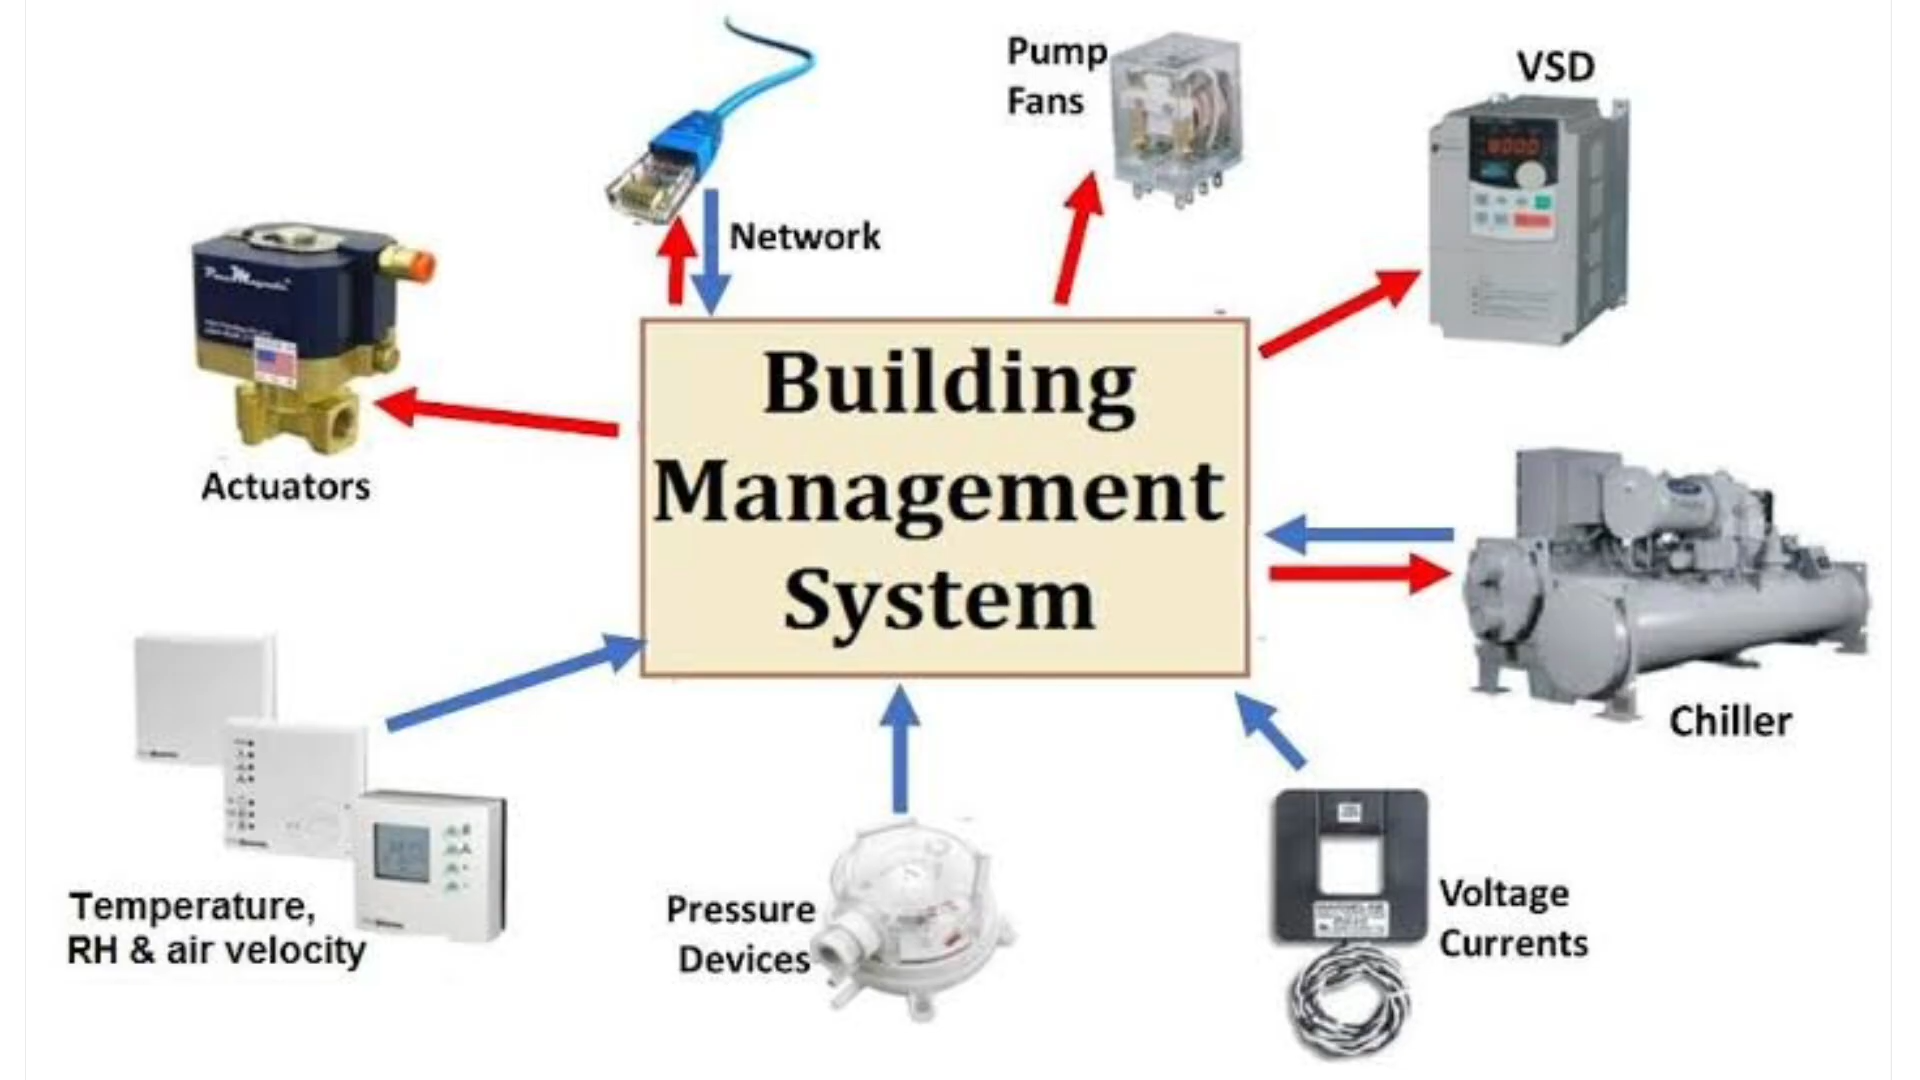 Pump
Fans
VSD
Network
Building
Management
System
Actuators
Chiller
Temperature,
RH & air velocity
Pressure
Devices
Voltage
Currents